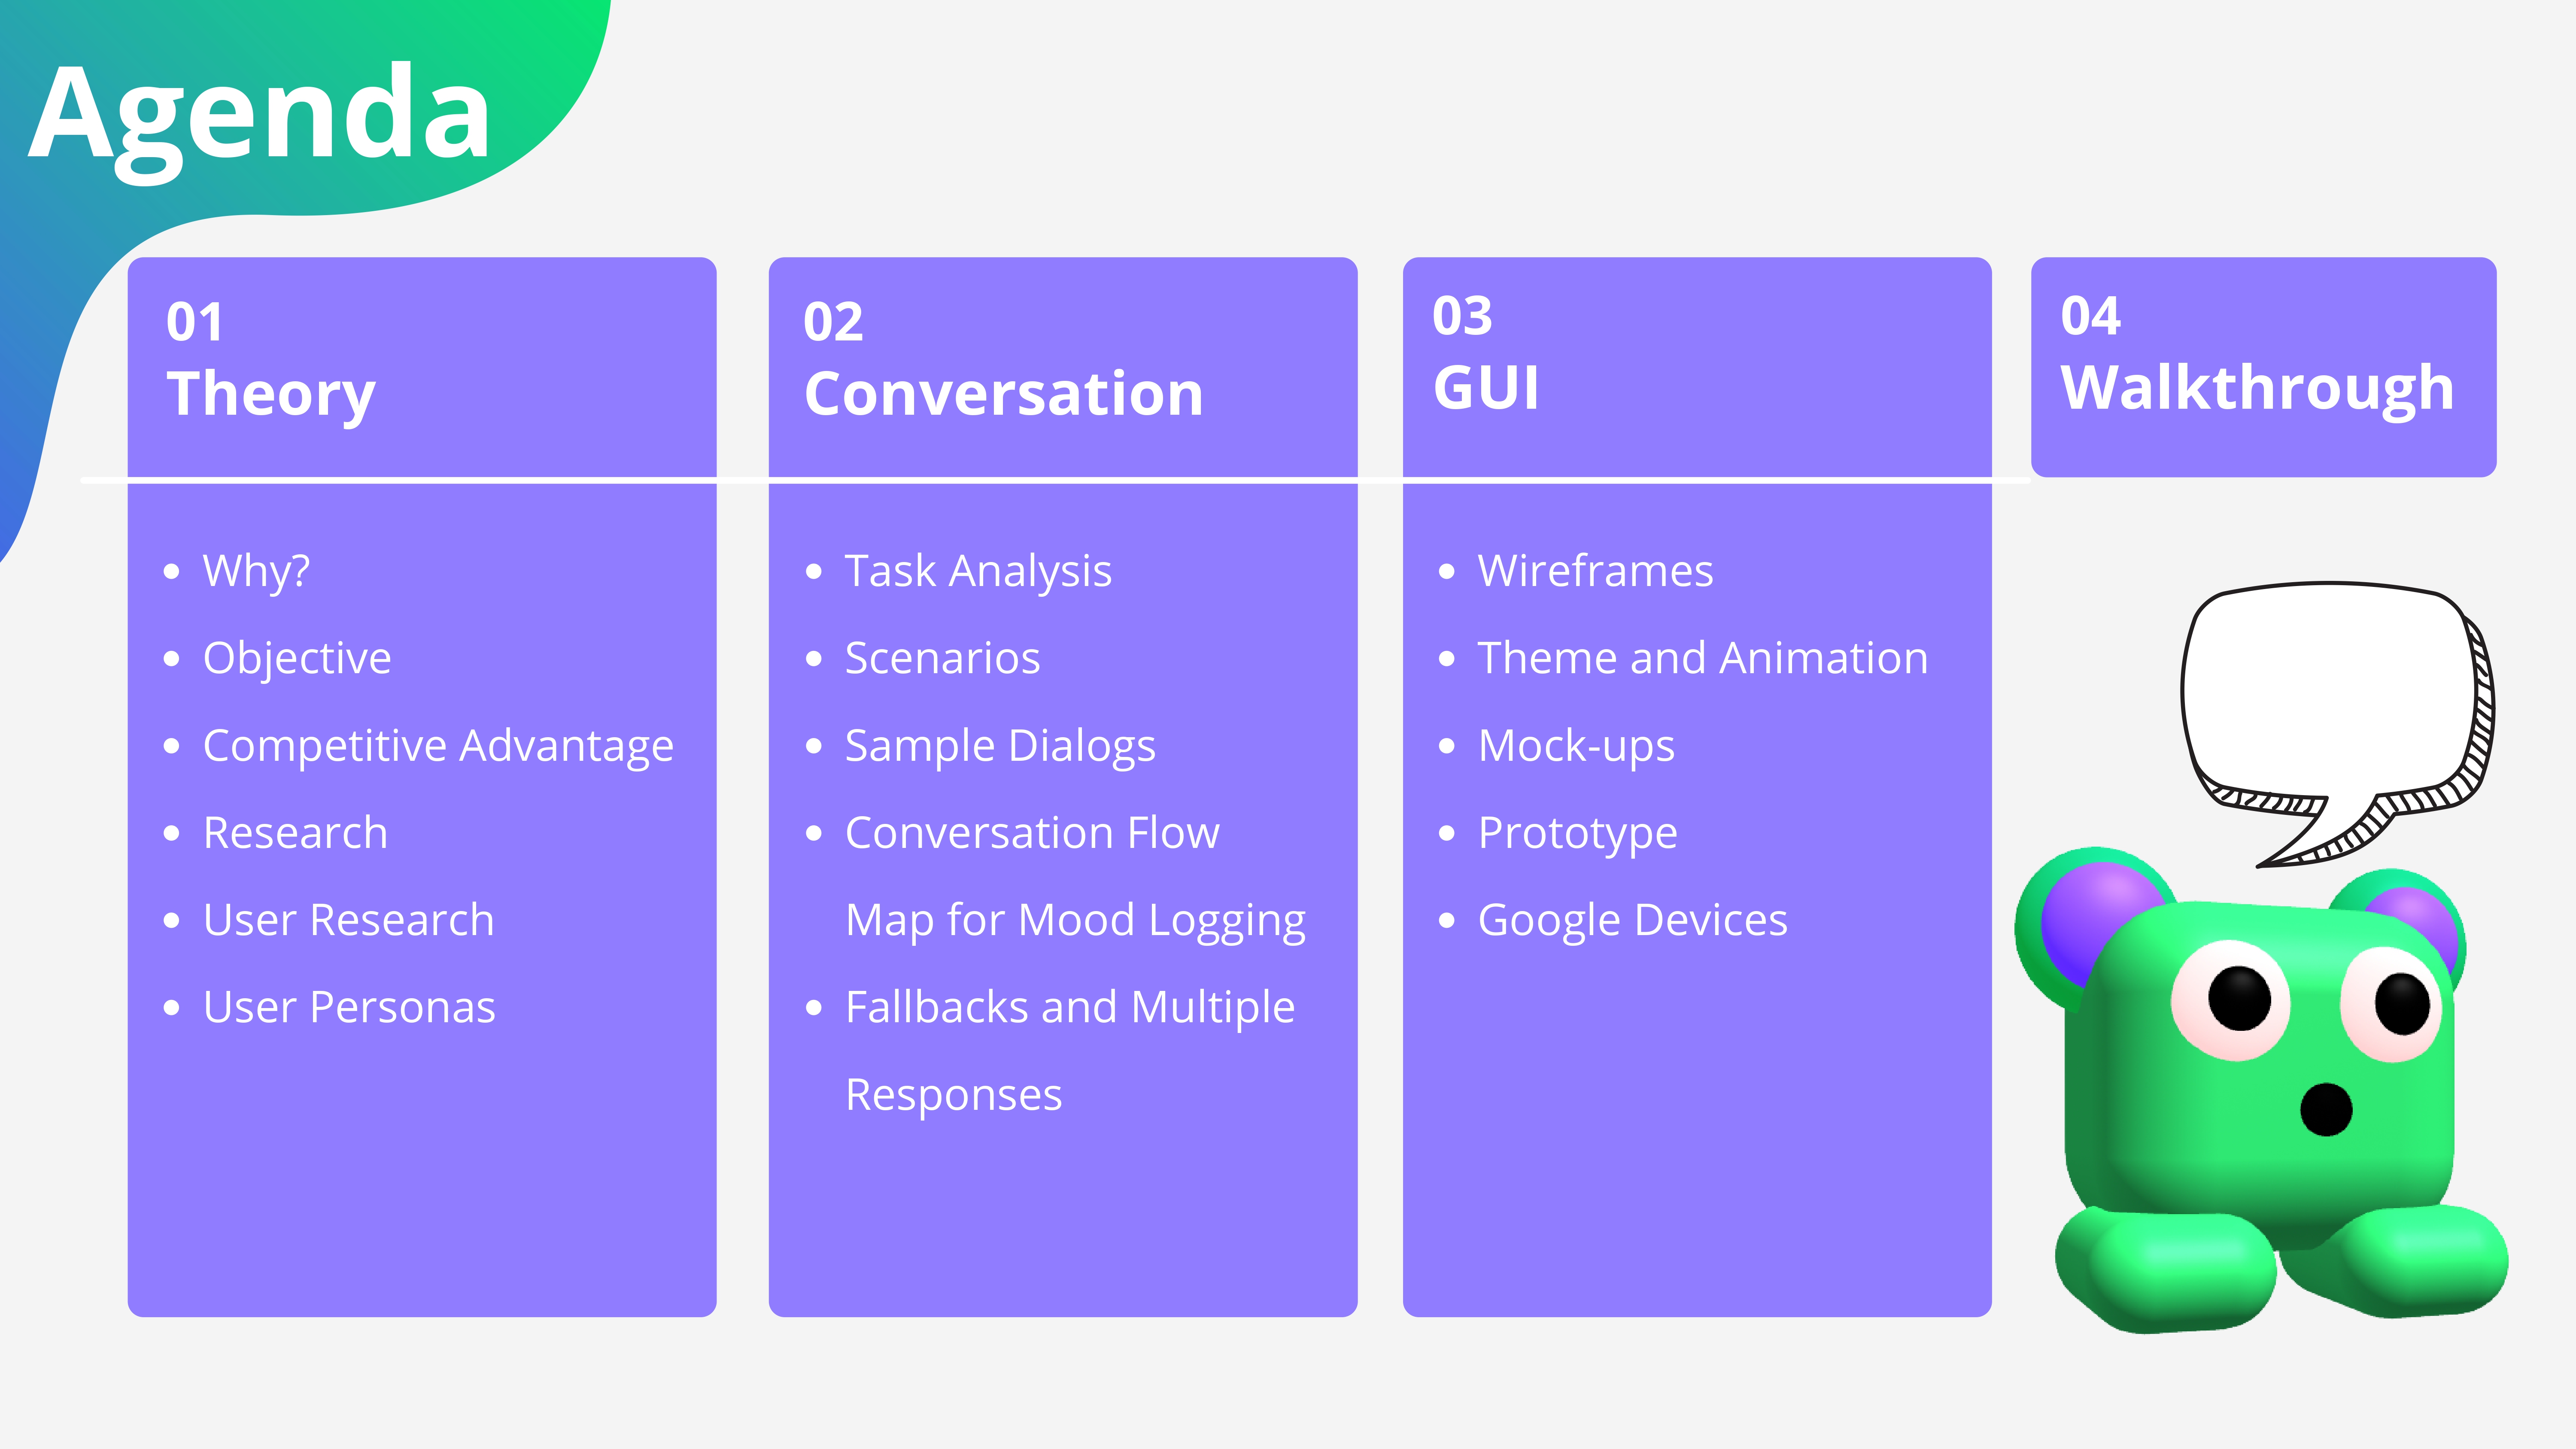 Agenda
01
Theory
• Why?
• Objective
• Competitive Advantage
• Research
• User Research
• User Personas
02
Conversation
• Task Analysis
• Scenarios
• Sample Dialogs
• Conversation Flow
Map for Mood Logging
• Fallbacks and Multiple
Responses
03
GUI
• Wireframes
• Theme and Animation
• Mock-ups
• Prototype
• Google Devices
04
Walkthrough